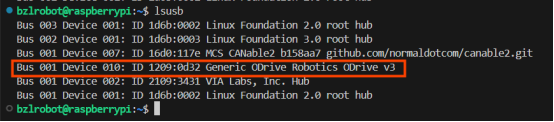 bzlrobot@raspberrypi:~$ lsusb
Bus 003 Device 001: ID 1d6b:0002 Linux Foundation 2.0 root hub
Bus 002 Device 001: ID 1d6b:0003 Linux Foundation 3.0 root hub
Bus 001 Device 007: ID 16d0:117e MCS CANable2 b158aa7 github.com/normaldotcom/canable2.git
Bus 001 Device 010: ID 1209:0d32 Generic ODrive Robotics ODrive v3
Bus 001 Device 002: ID 2109:3431 VIA Labs, Inc. Hub
Bus 001 Device 001: ID 1d6b:0002 Linux Foundation 2.0 root hub
bzlrobot@raspberrypi:~$